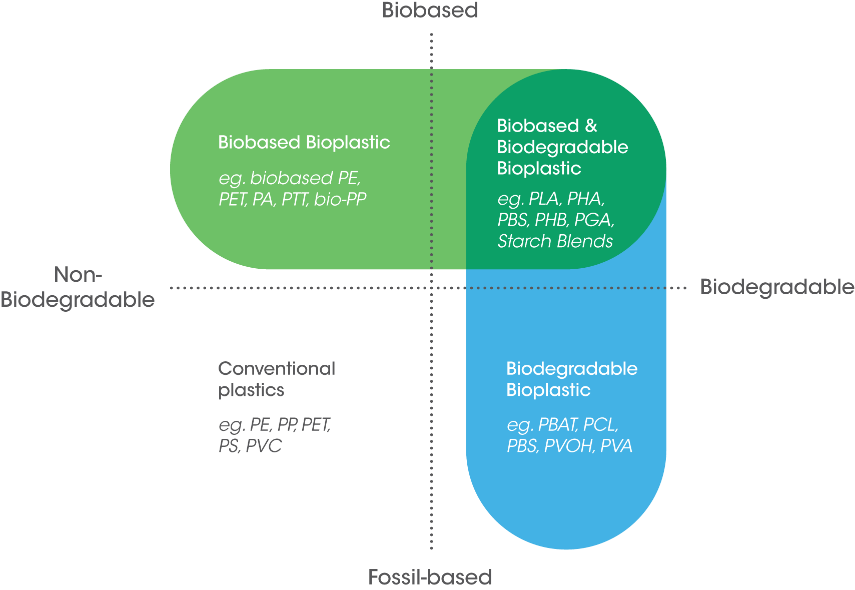 Biobased
Biobased Bioplastic
eg. biobased PE,
PET, PA, PTT, bio-PP
Biobased &
Biodegradable
Bioplastic
eg. PLA, PHA,
PBS, PHB, PGA,
Starch Blends
Non-
Biodegradable
Biodegradable
Conventional
plastics
eg. PE, PP, PET,
PS, PVC
Biodegradable
Bioplastic
eg. PBAT, PCL,
PBS, PVOH, PVA
Fossil-based